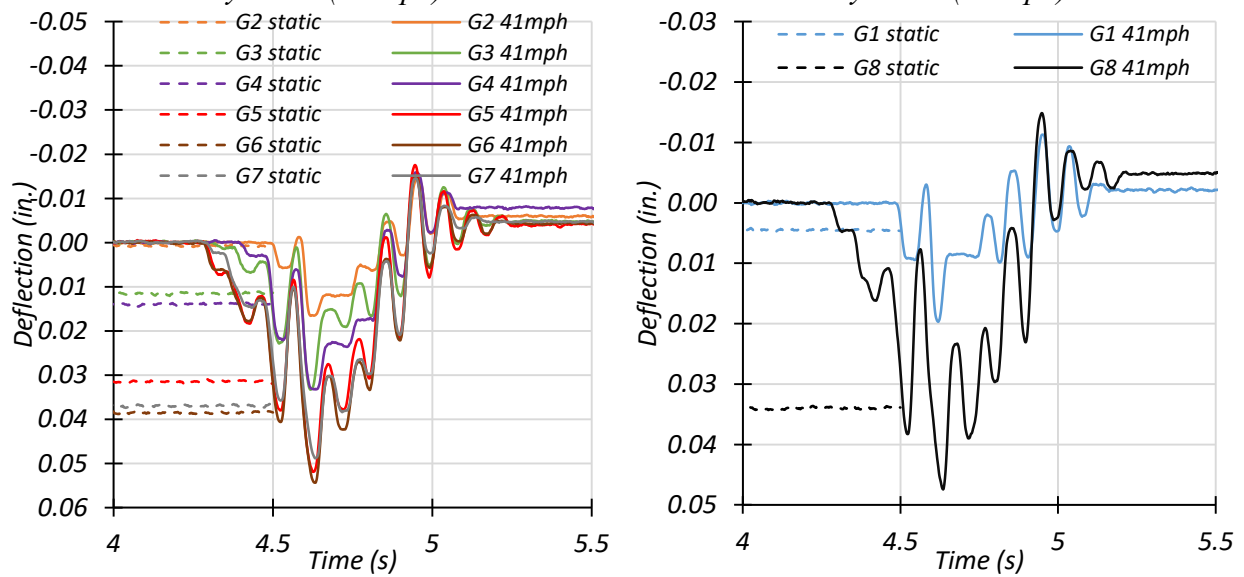 -0.05
-0.04
-0.03
-0.02
-0.01
0.00
0.01
0.02
0.03
0.04
0.05
0.06
Deflection (in.)
G2 static G2 41mph
G3 static G3 41mph
G4 static G4 41mph
G5 static G5 41mph
G6 static G6 41mph
G7 static G7 41mph
4 4.5 5 5.5
Time (s)
-0.03
-0.02
-0.01
0.00
0.01
0.02
0.03
0.04
0.05
Deflection (in.)
G1 static G1 41mph
G8 static G8 41mph
4 4.5 5 5.5
Time (s)